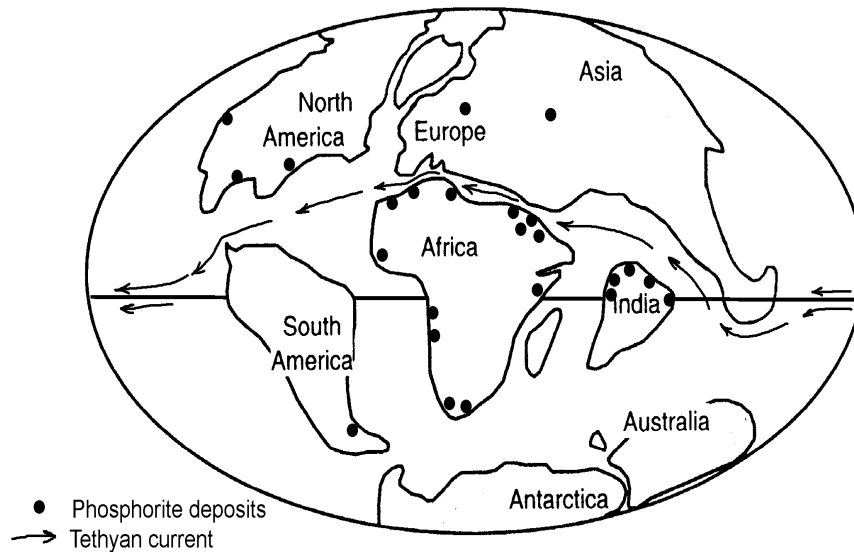 Asia
North
America
Europe
Africa
India
South
America
Australia
Antarctica
Phosphorite deposits
Tethyan current